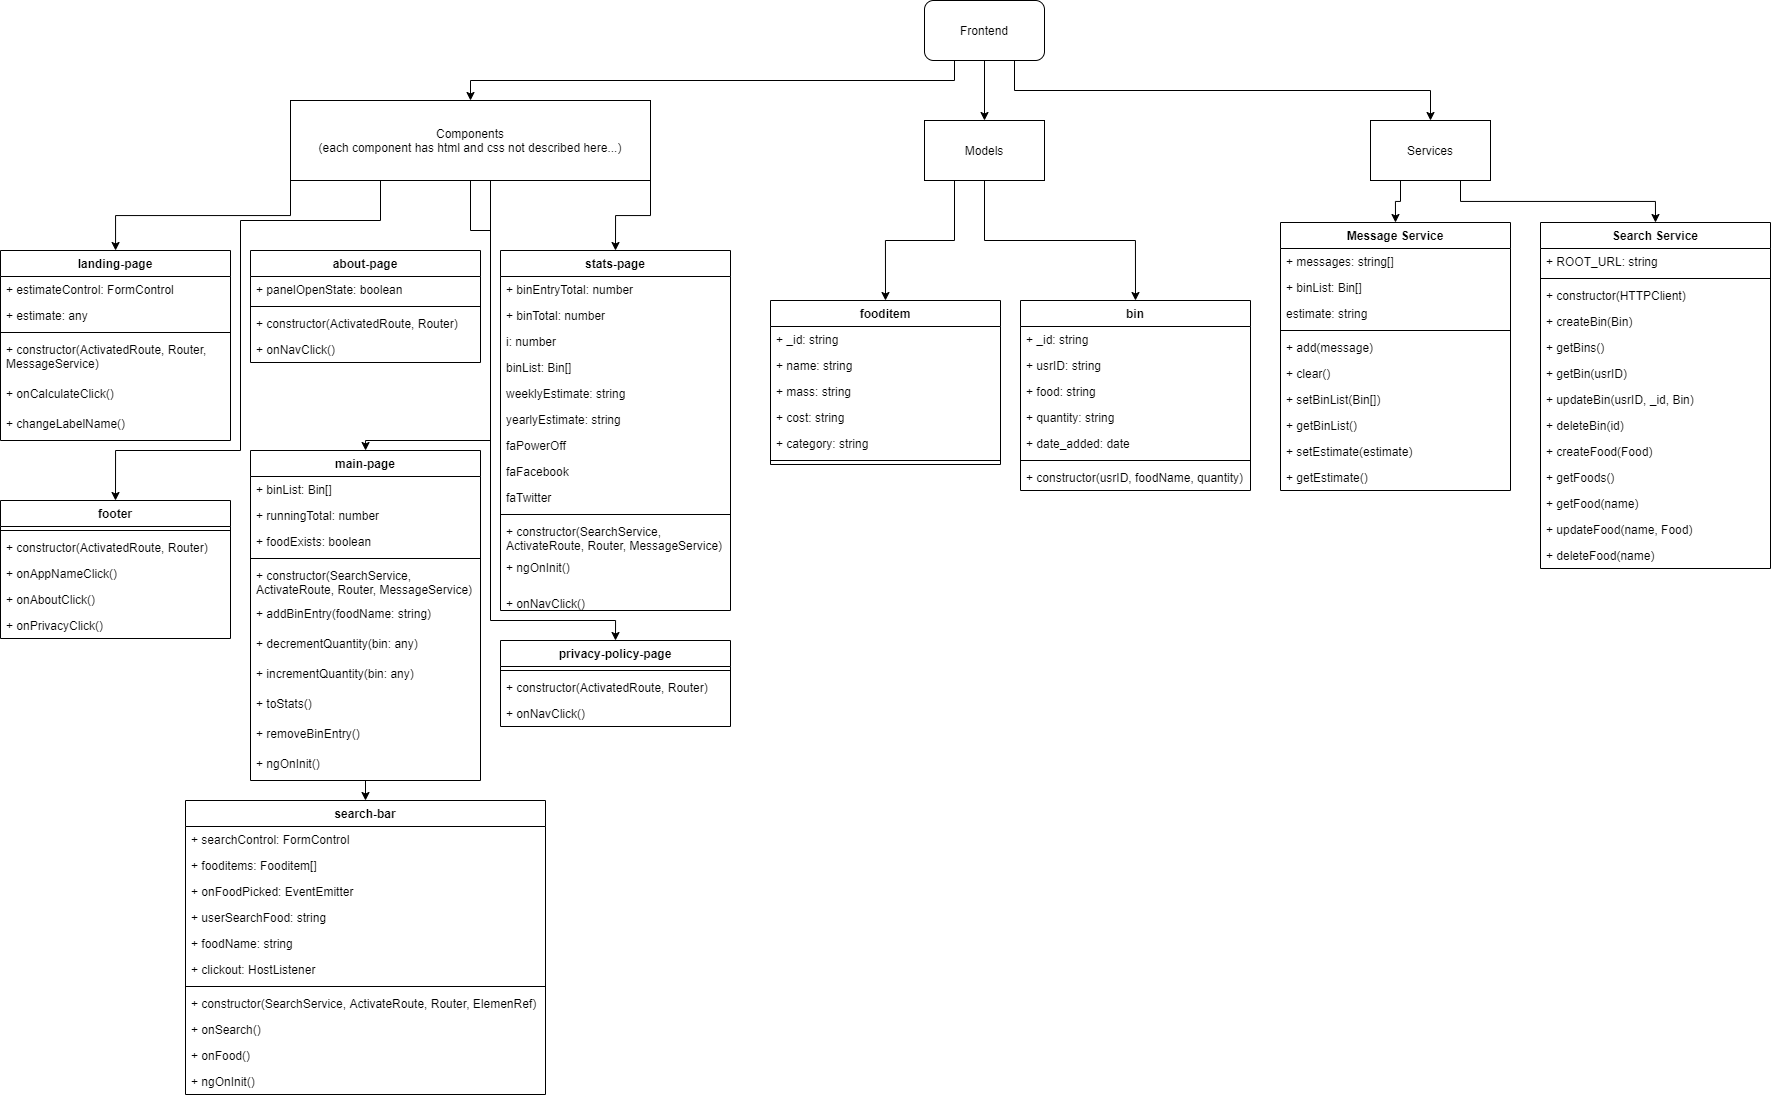 Frontend
Components
(each component has html and css not described here...)
Models
Services
landing-page
+ estimateControl: FormControl
+ estimate: any
+ constructor(ActivatedRoute, Router,
MessageService)
+ onCalculateClick()
+ changeLabelName()
about-page
+ panelOpenState: boolean
+ constructor(ActivatedRoute, Router)
+ onNavClick()
stats-page
+ binEntryTotal: number
+ binTotal: number
i: number
binList: Bin[]
weeklyEstimate: string
yearlyEstimate: string
faPowerOff
faFacebook
faTwitter
+ constructor(SearchService,
ActivateRoute, Router, MessageService)
+ ngOnInit()
+ onNavClick()
fooditem
+ _id: string
+ name: string
+ mass: string
+ cost: string
+ category: string
bin
+ _id: string
+ usrID: string
+ food: string
+ quantity: string
+ date_added: date
+ constructor(usrID, foodName, quantity)
Message Service
+ messages: string[]
+ binList: Bin[]
estimate: string
+ add(message)
+ clear()
+ setBinList(Bin[])
+ getBinList()
+ setEstimate(estimate)
+ getEstimate()
Search Service
+ ROOT_URL: string
+ constructor(HTTPClient)
+ createBin(Bin)
+ getBins()
+ getBin(usrID)
+ updateBin(usrID, _id, Bin)
+ deleteBin(id)
+ createFood(Food)
+ getFoods()
+ getFood(name)
+ updateFood(name, Food)
+ deleteFood(name)
footer
+ constructor(ActivatedRoute, Router)
+ onAppNameClick()
+ onAboutClick()
+ onPrivacyClick()
main-page
+ binList: Bin[]
+ runningTotal: number
+ foodExists: boolean
+ constructor(SearchService,
ActivateRoute, Router, MessageService)
+ addBinEntry(foodName: string)
+ decrementQuantity(bin: any)
+ incrementQuantity(bin: any)
+ toStats()
+ removeBinEntry()
+ ngOnInit()
privacy-policy-page
+ constructor(ActivatedRoute, Router)
+ onNavClick()
search-bar
+ searchControl: FormControl
+ fooditems: Fooditem[]
+ onFoodPicked: EventEmitter
+ userSearchFood: string
+ foodName: string
+ clickout: HostListener
+ constructor(SearchService, ActivateRoute, Router, ElemenRef)
+ onSearch()
+ onFood()
+ ngOnInit()